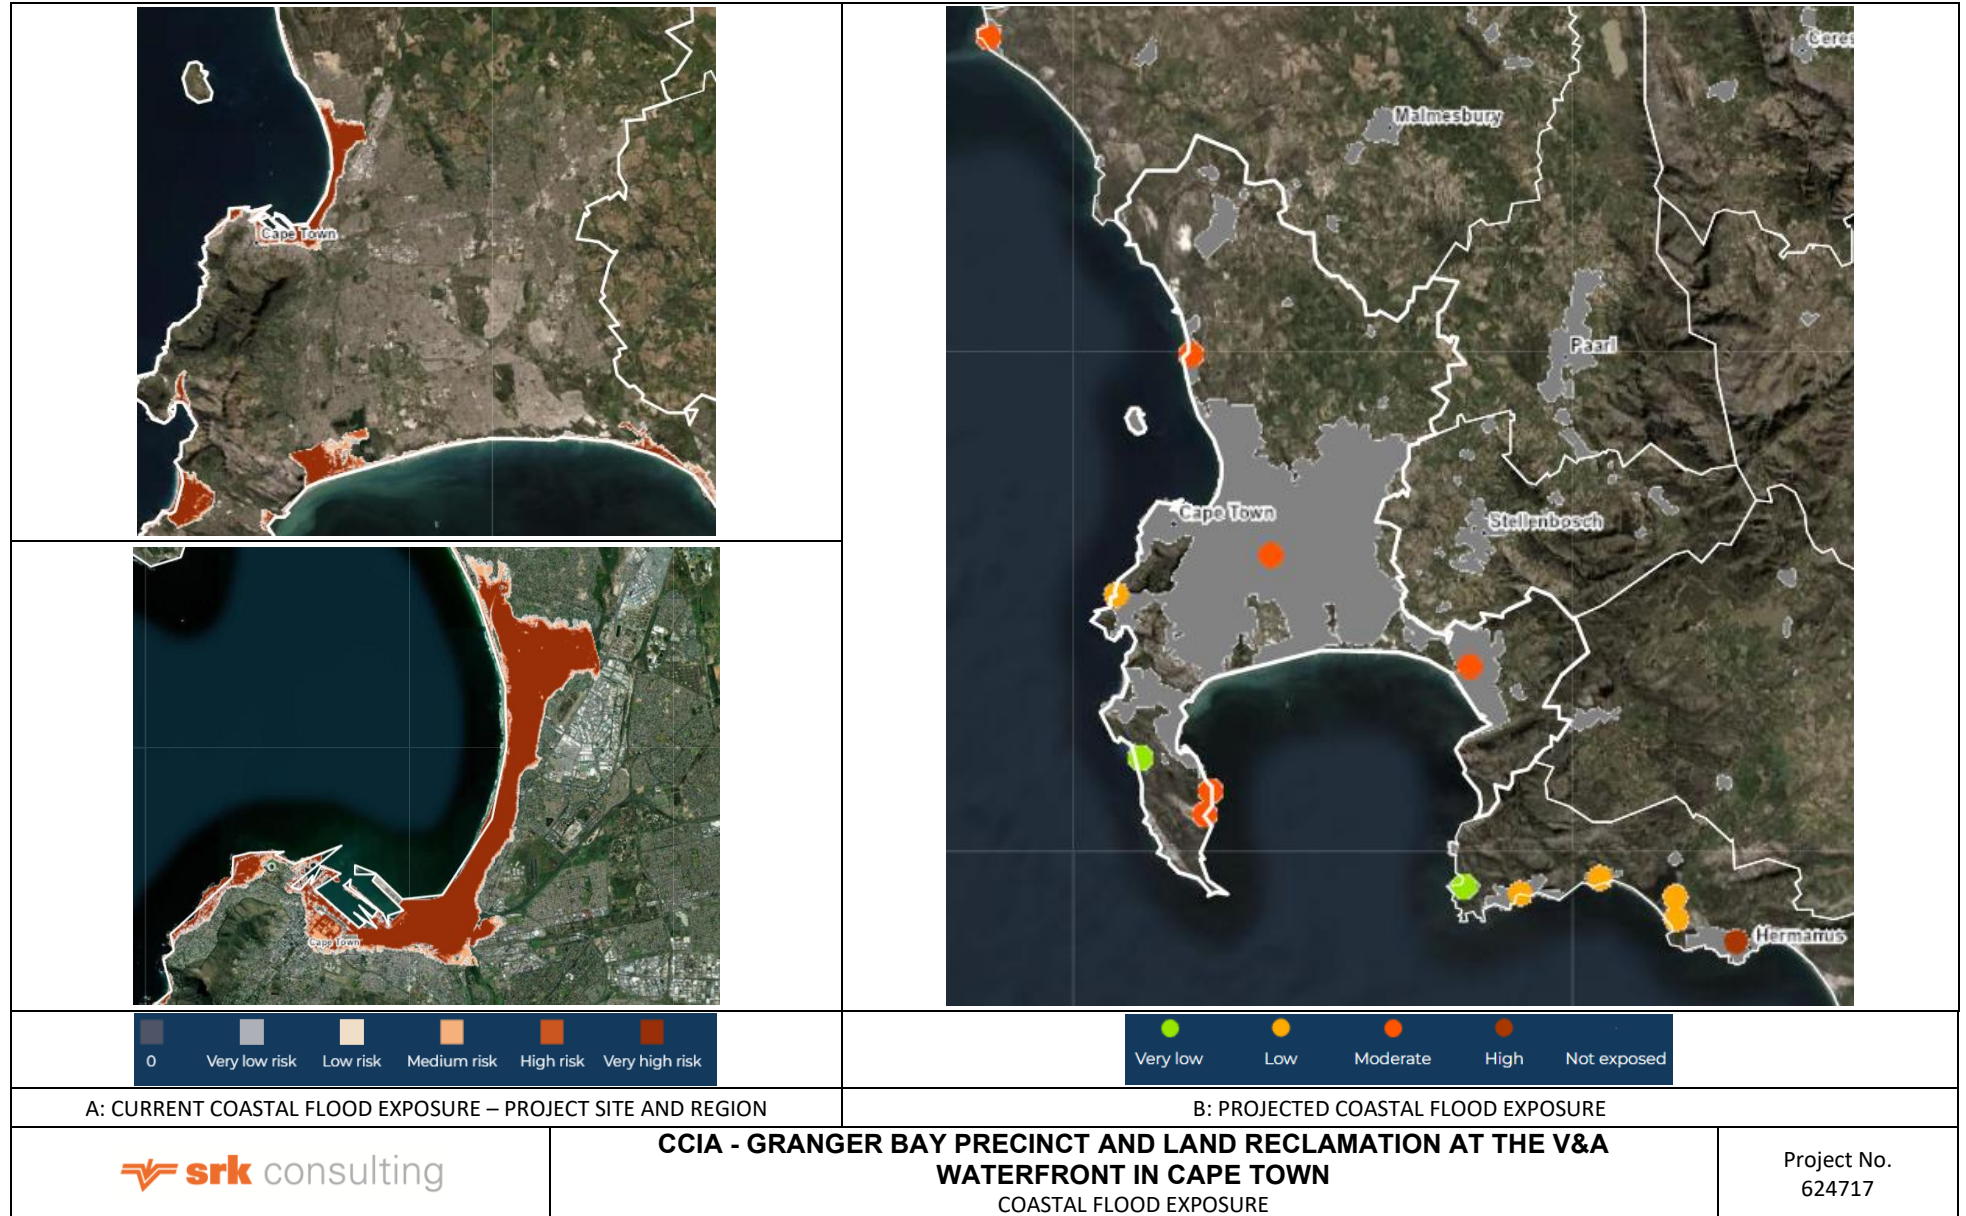 Cape Town
Cape Town
0
Very low risk
Low risk
Medium risk
High risk
Very high risk
A: CURRENT COASTAL FLOOD EXPOSURE – PROJECT SITE AND REGION
Ceres
Malmesbury
Paarl
Cape Town
Stellenbosch
Hermanus
Very low
Low
Moderate
High
Not exposed
B: PROJECTED COASTAL FLOOD EXPOSURE
srk consulting
CCIA - GRANGER BAY PRECINCT AND LAND RECLAMATION AT THE V&A
WATERFRONT IN CAPE TOWN
COASTAL FLOOD EXPOSURE
Project No.
624717